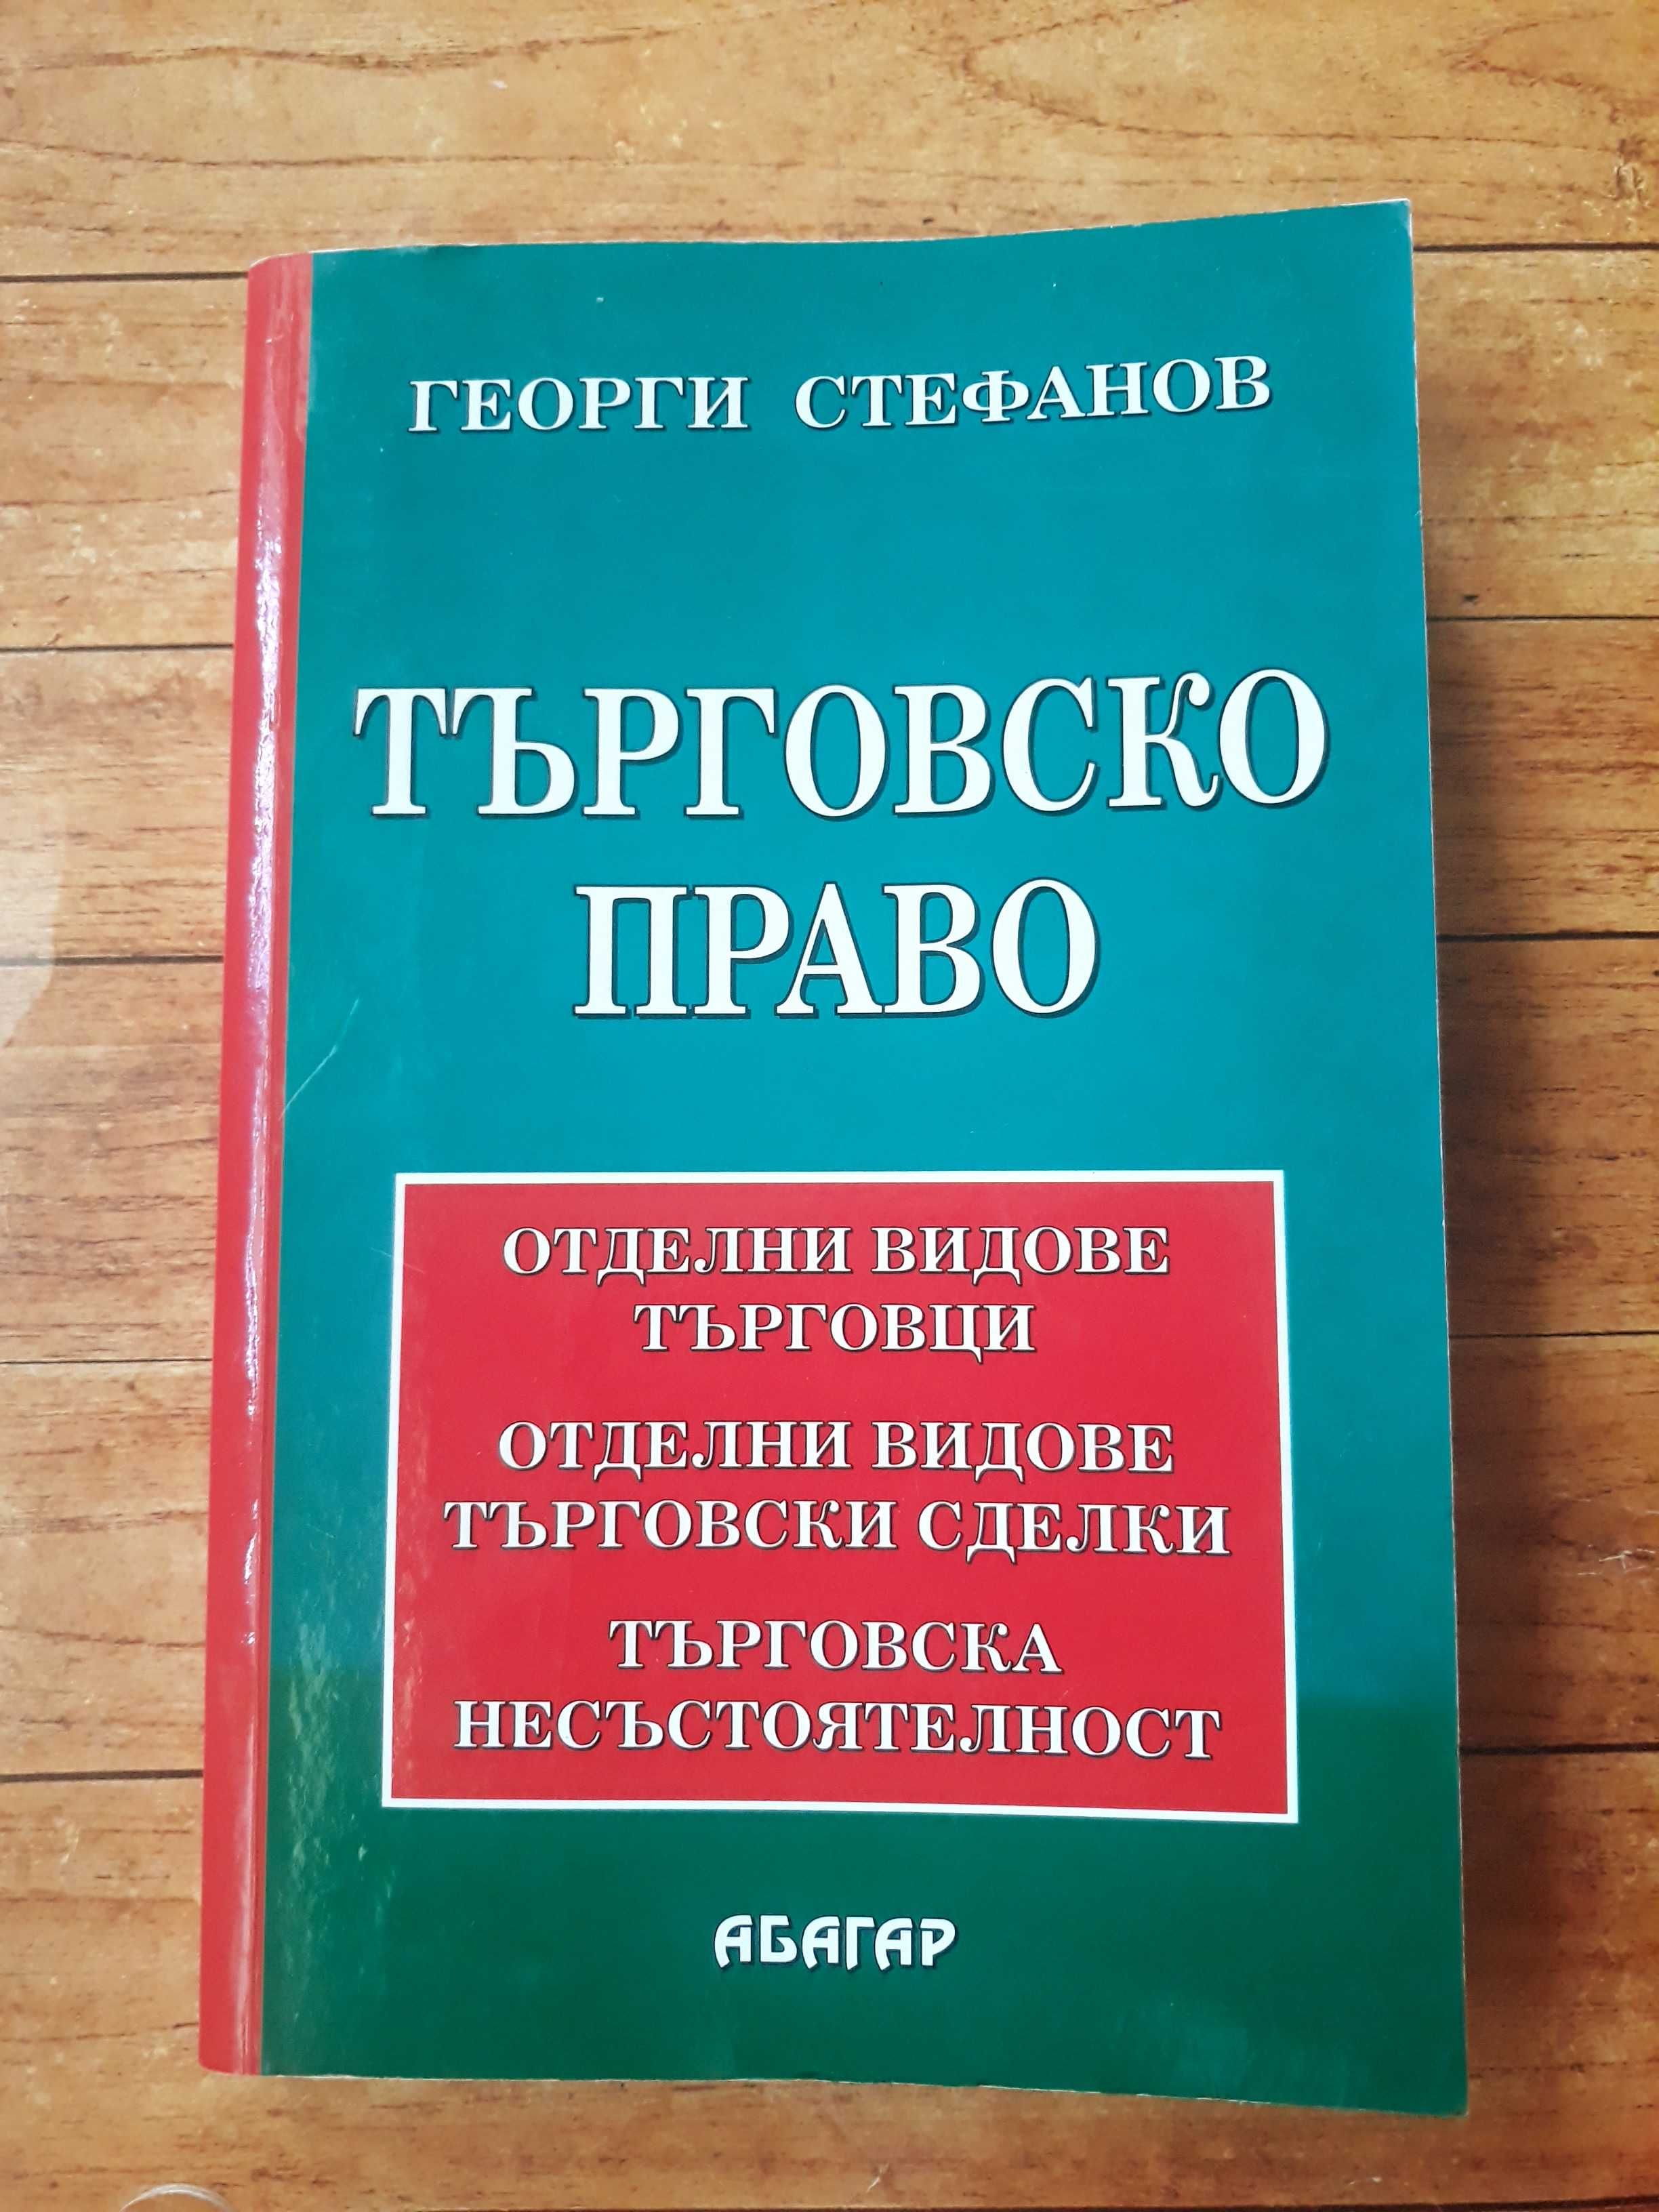 ГЕОРГИ СТЕФАНОВ
ТЪРГОВСКО
ПРАВО
ОТДЕЛНИ ВИДОВЕ
ТЪРГОВЦИ
ОТДЕЛНИ ВИДОВЕ
ТЪРГОВСКИ СДЕЛКИ
ТЪРГОВСКА
НЕСЪСТОЯТЕЛНОСТ
АБАГАР